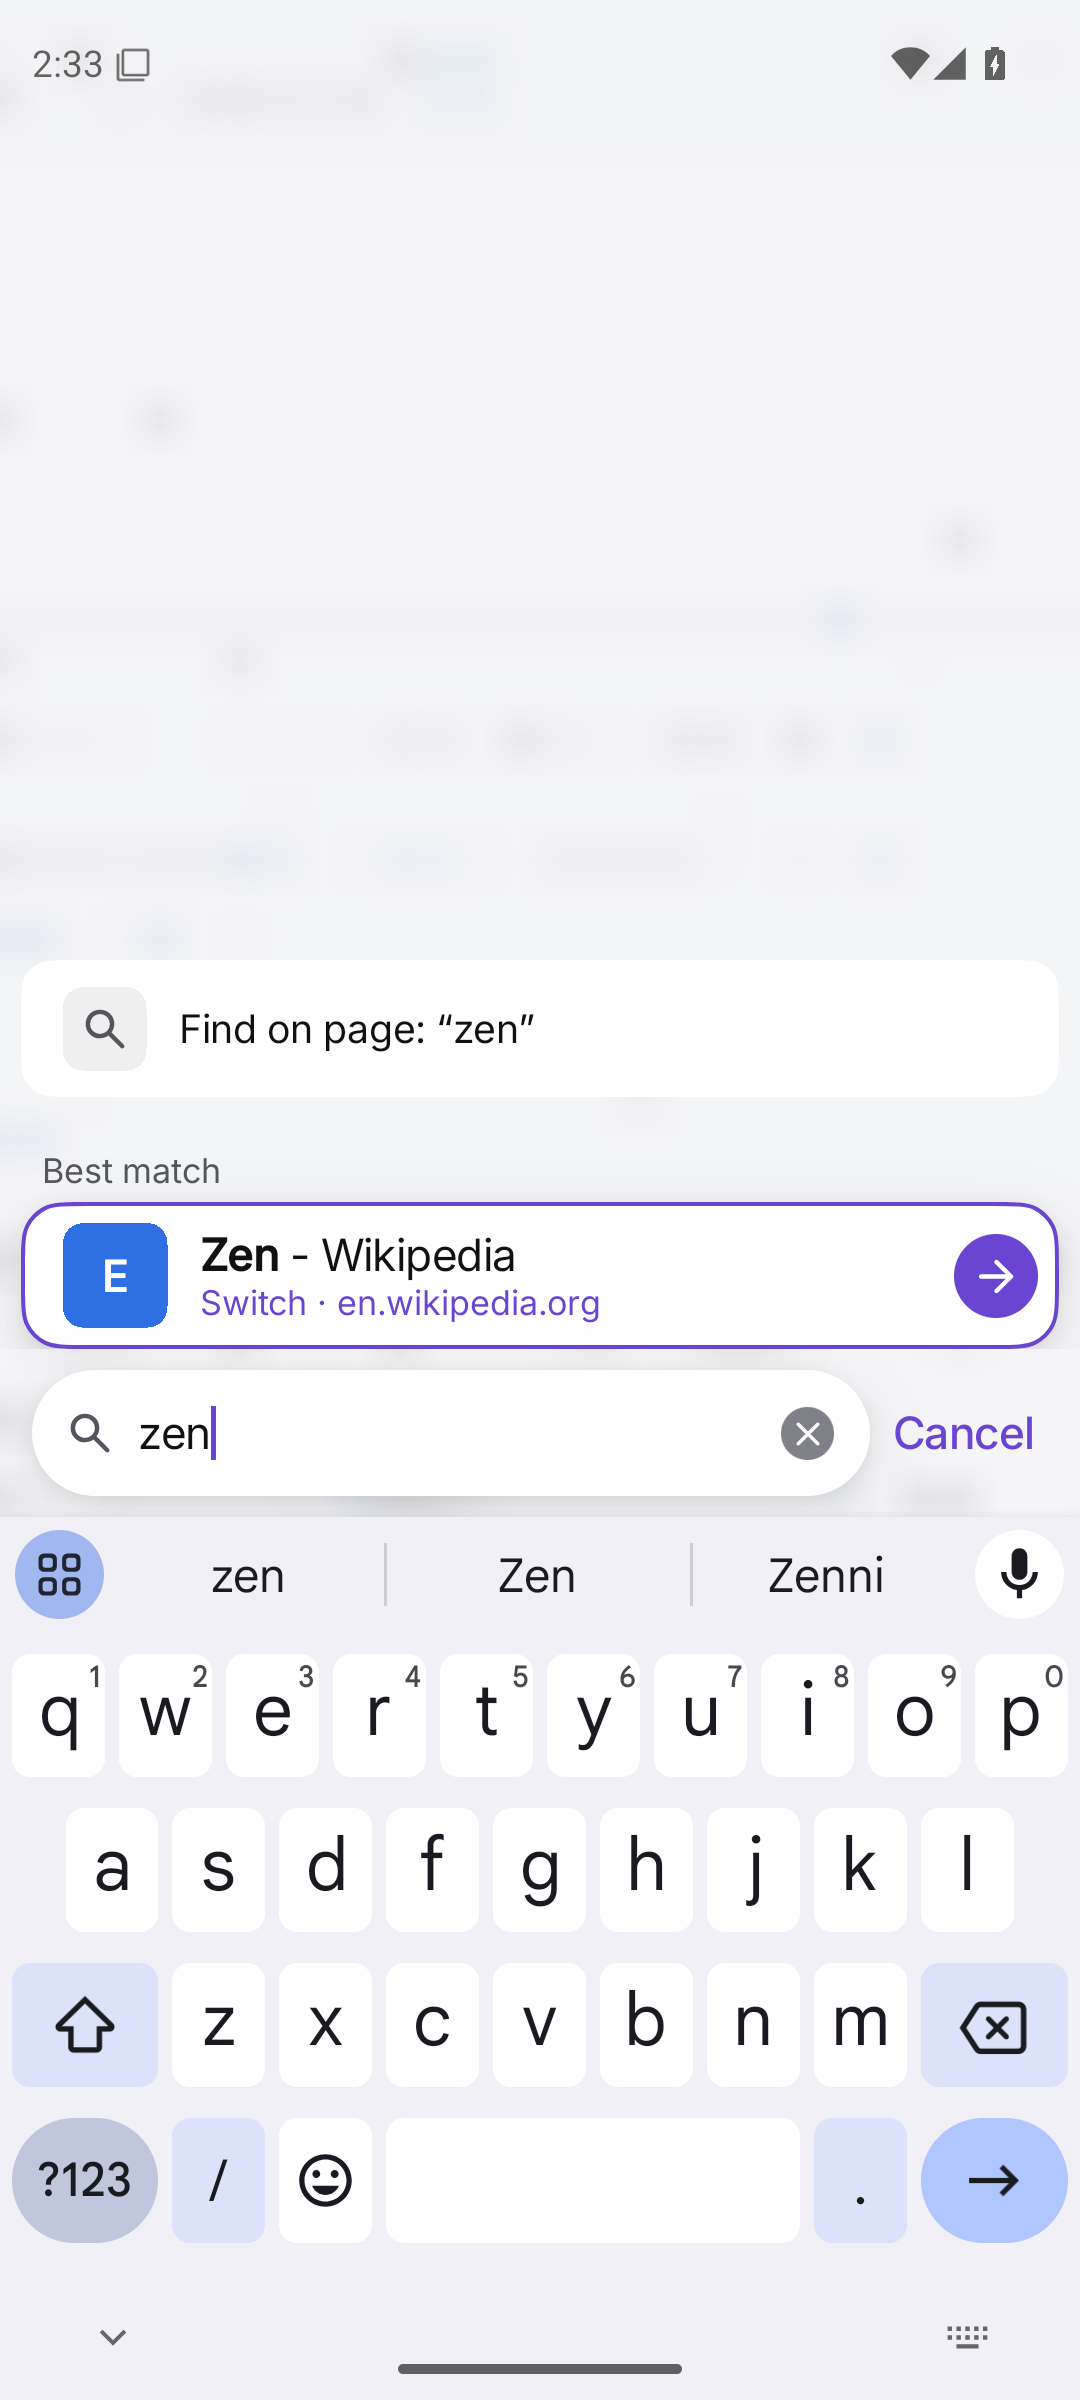 2:33
Find on page: “zen”
Best match
E
Zen - Wikipedia
Switch · en.wikipedia.org
zen
Cancel
zen Zen Zenni
q1 w2 e3 r4 t5 y6 u7 i8 o9 p0
a s d f g h j k l
z x c v b n m
?123 / .